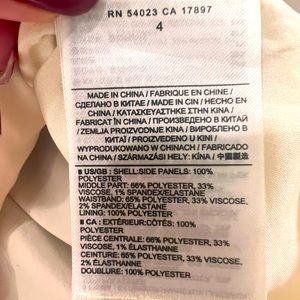 RN 54023 CA 17897
4
MADE IN CHINA / FABRIQUE EN CHINE /
СДЕЛАНО В КИТАЕ / MADE IN CIN / HECHO EN
CHINA / ΚΑΤΑΣΚΕΥΑΣΤΗΚΕ ΣΤΗΝ ΚΙΝΑ /
FABRICAT ÎN CHINA / ПРОИЗВЕДЕНО В КИТАЙ
/ ZEMLJA PROIZVODNJE KINA / ВИРОБЛЕНО В
КИТАЇ /
WYPRODUKOWANO W CHINACH / FABRICADO
NA CHINA / SZÁRMAZÁSI HELY: KÍNA / 中國製造
US/GB : SHELL:SIDE PANELS: 100%
POLYESTER
MIDDLE PART: 66% POLYESTER, 33%
VISCOSE, 1% SPANDEX/ELASTANE
WAISTBAND: 65% POLYESTER, 33% VISCOSE,
2% SPANDEX/ELASTANE
LINING: 100% POLYESTER
CA : EXTÉRIEUR:CÔTÉS: 100%
POLYESTER
PIÈCE CENTRALE: 66% POLYESTER, 33%
VISCOSE, 1% ÉLASTHANNE
CEINTURE: 65% POLYESTER, 33% VISCOSE,
2% ÉLASTHANNE
DOUBLURE: 100% POLYESTER